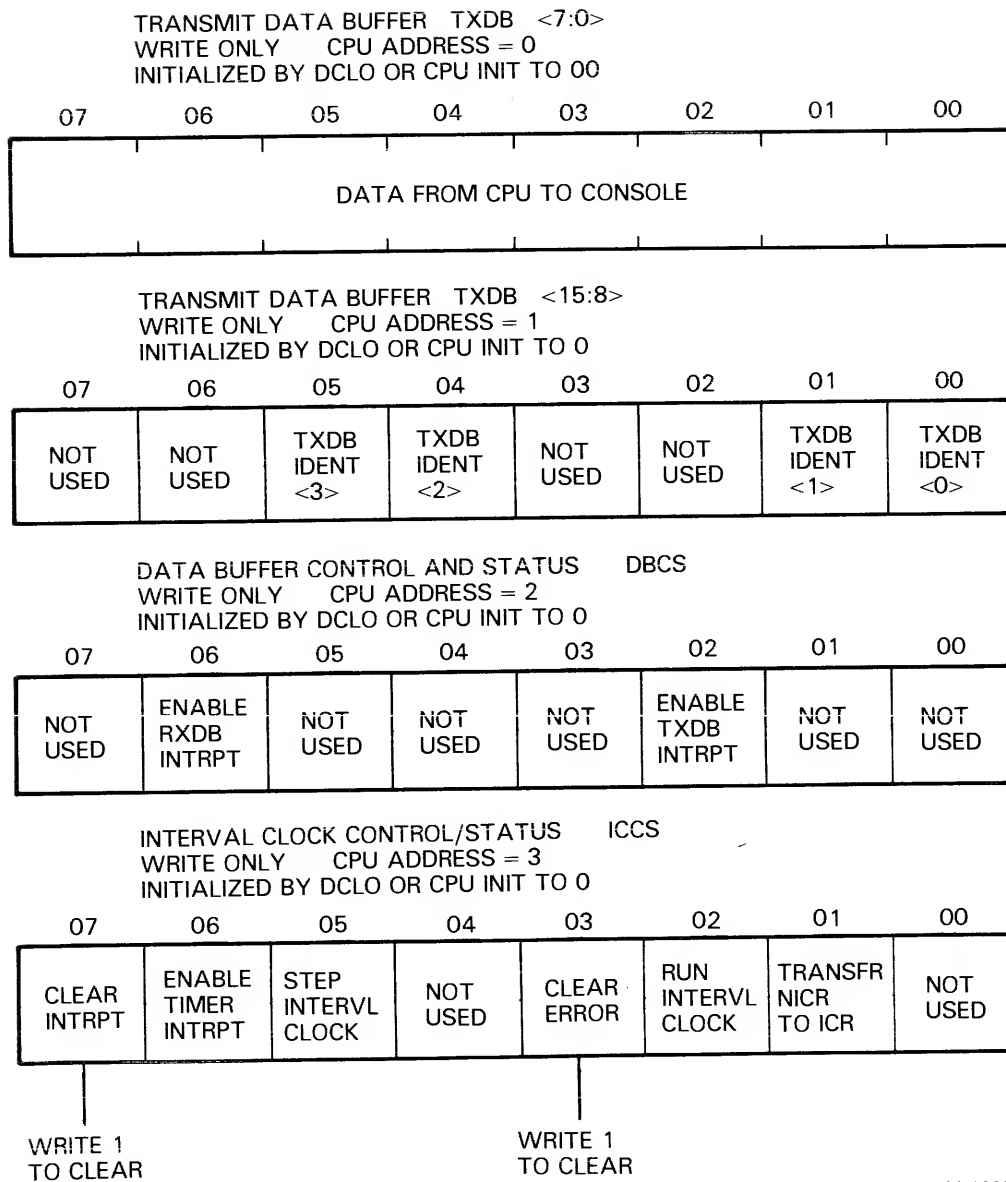 TRANSMIT DATA BUFFER TXDB <7:0>
WRITE ONLY CPU ADDRESS = 0
INITIALIZED BY DCLO OR CPU INIT TO 00
07 06 05 04 03 02 01 00
DATA FROM CPU TO CONSOLE
TRANSMIT DATA BUFFER TXDB <15:8>
WRITE ONLY CPU ADDRESS = 1
INITIALIZED BY DCLO OR CPU INIT TO 0
07 06 05 04 03 02 01 00
NOT USED
NOT USED
TXDB IDENT <3>
TXDB IDENT <2>
NOT USED
NOT USED
TXDB IDENT <1>
TXDB IDENT <0>
DATA BUFFER CONTROL AND STATUS DBCS
WRITE ONLY CPU ADDRESS = 2
INITIALIZED BY DCLO OR CPU INIT TO 0
07 06 05 04 03 02 01 00
NOT USED
ENABLE RXDB INTRPT
NOT USED
NOT USED
NOT USED
ENABLE TXDB INTRPT
NOT USED
NOT USED
INTERVAL CLOCK CONTROL/STATUS ICCS
WRITE ONLY CPU ADDRESS = 3
INITIALIZED BY DCLO OR CPU INIT TO 0
07 06 05 04 03 02 01 00
CLEAR INTRPT
ENABLE TIMER INTRPT
STEP INTERVL CLOCK
NOT USED
CLEAR ERROR
RUN INTERVL CLOCK
TRANSFR NICR TO ICR
NOT USED
WRITE 1 TO CLEAR
WRITE 1 TO CLEAR